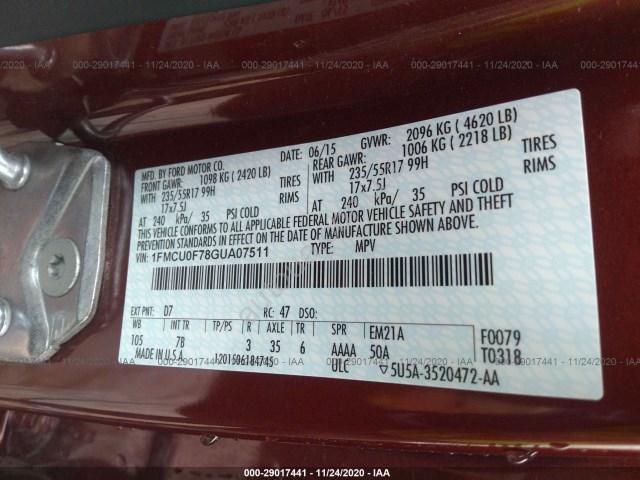 000-29017441 - 11/24/2020 - IAA
MFD. BY FORD MOTOR CO.
DATE: 06/15 GVWR: 2096 KG ( 4620 LB)
FRONT GAWR: 1098 KG ( 2420 LB) REAR GAWR: 1006 KG ( 2218 LB)
WITH 235/55R17 99H TIRES WITH 235/55R17 99H TIRES
17x7.5J RIMS 17x7.5J RIMS
AT 240 kPa/ 35 PSI COLD AT 240 kPa/ 35 PSI COLD
THIS VEHICLE CONFORMS TO ALL APPLICABLE FEDERAL MOTOR VEHICLE SAFETY AND THEFT
PREVENTION STANDARDS IN EFFECT ON THE DATE OF MANUFACTURE SHOWN ABOVE.
VIN: 1FMCU0F78GUA07511 TYPE: MPV
EXT PNT: D7 RC: 47 DSO:
WB INT TR TP/PS R AXLE TR SPR EM21A F0079
105 7B 3 35 6 AAAA 50A T0318
MADE IN U.S.A. 1201506184745 ULC 5U5A-3520472-AA
000-29017441 - 11/24/2020 - IAA